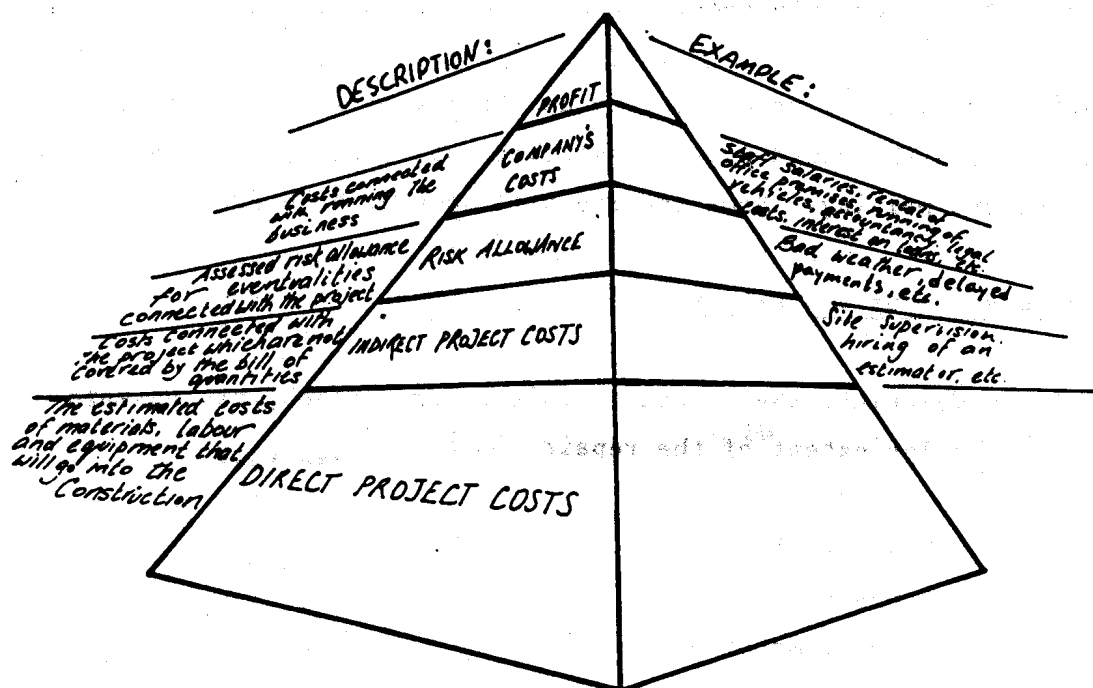 DESCRIPTION:
EXAMPLE:
PROFIT
COMPANY'S
COSTS
Costs connected
with running the
business
Staff salaries, rental of
office premises, running of
vehicles, accountancy, legal
costs, interest on loans, etc.
RISK ALLOWANCE
Assessed risk allowance
for eventualities
connected with the project
Bad weather, delayed
payments, etc.
INDIRECT PROJECT COSTS
Costs connected with
the project which are not
covered by the bill of
quantities
Site supervision
hiring of an
estimator, etc.
DIRECT PROJECT COSTS
The estimated costs
of materials, labour
and equipment that
will go into the
Construction
extent of the repair